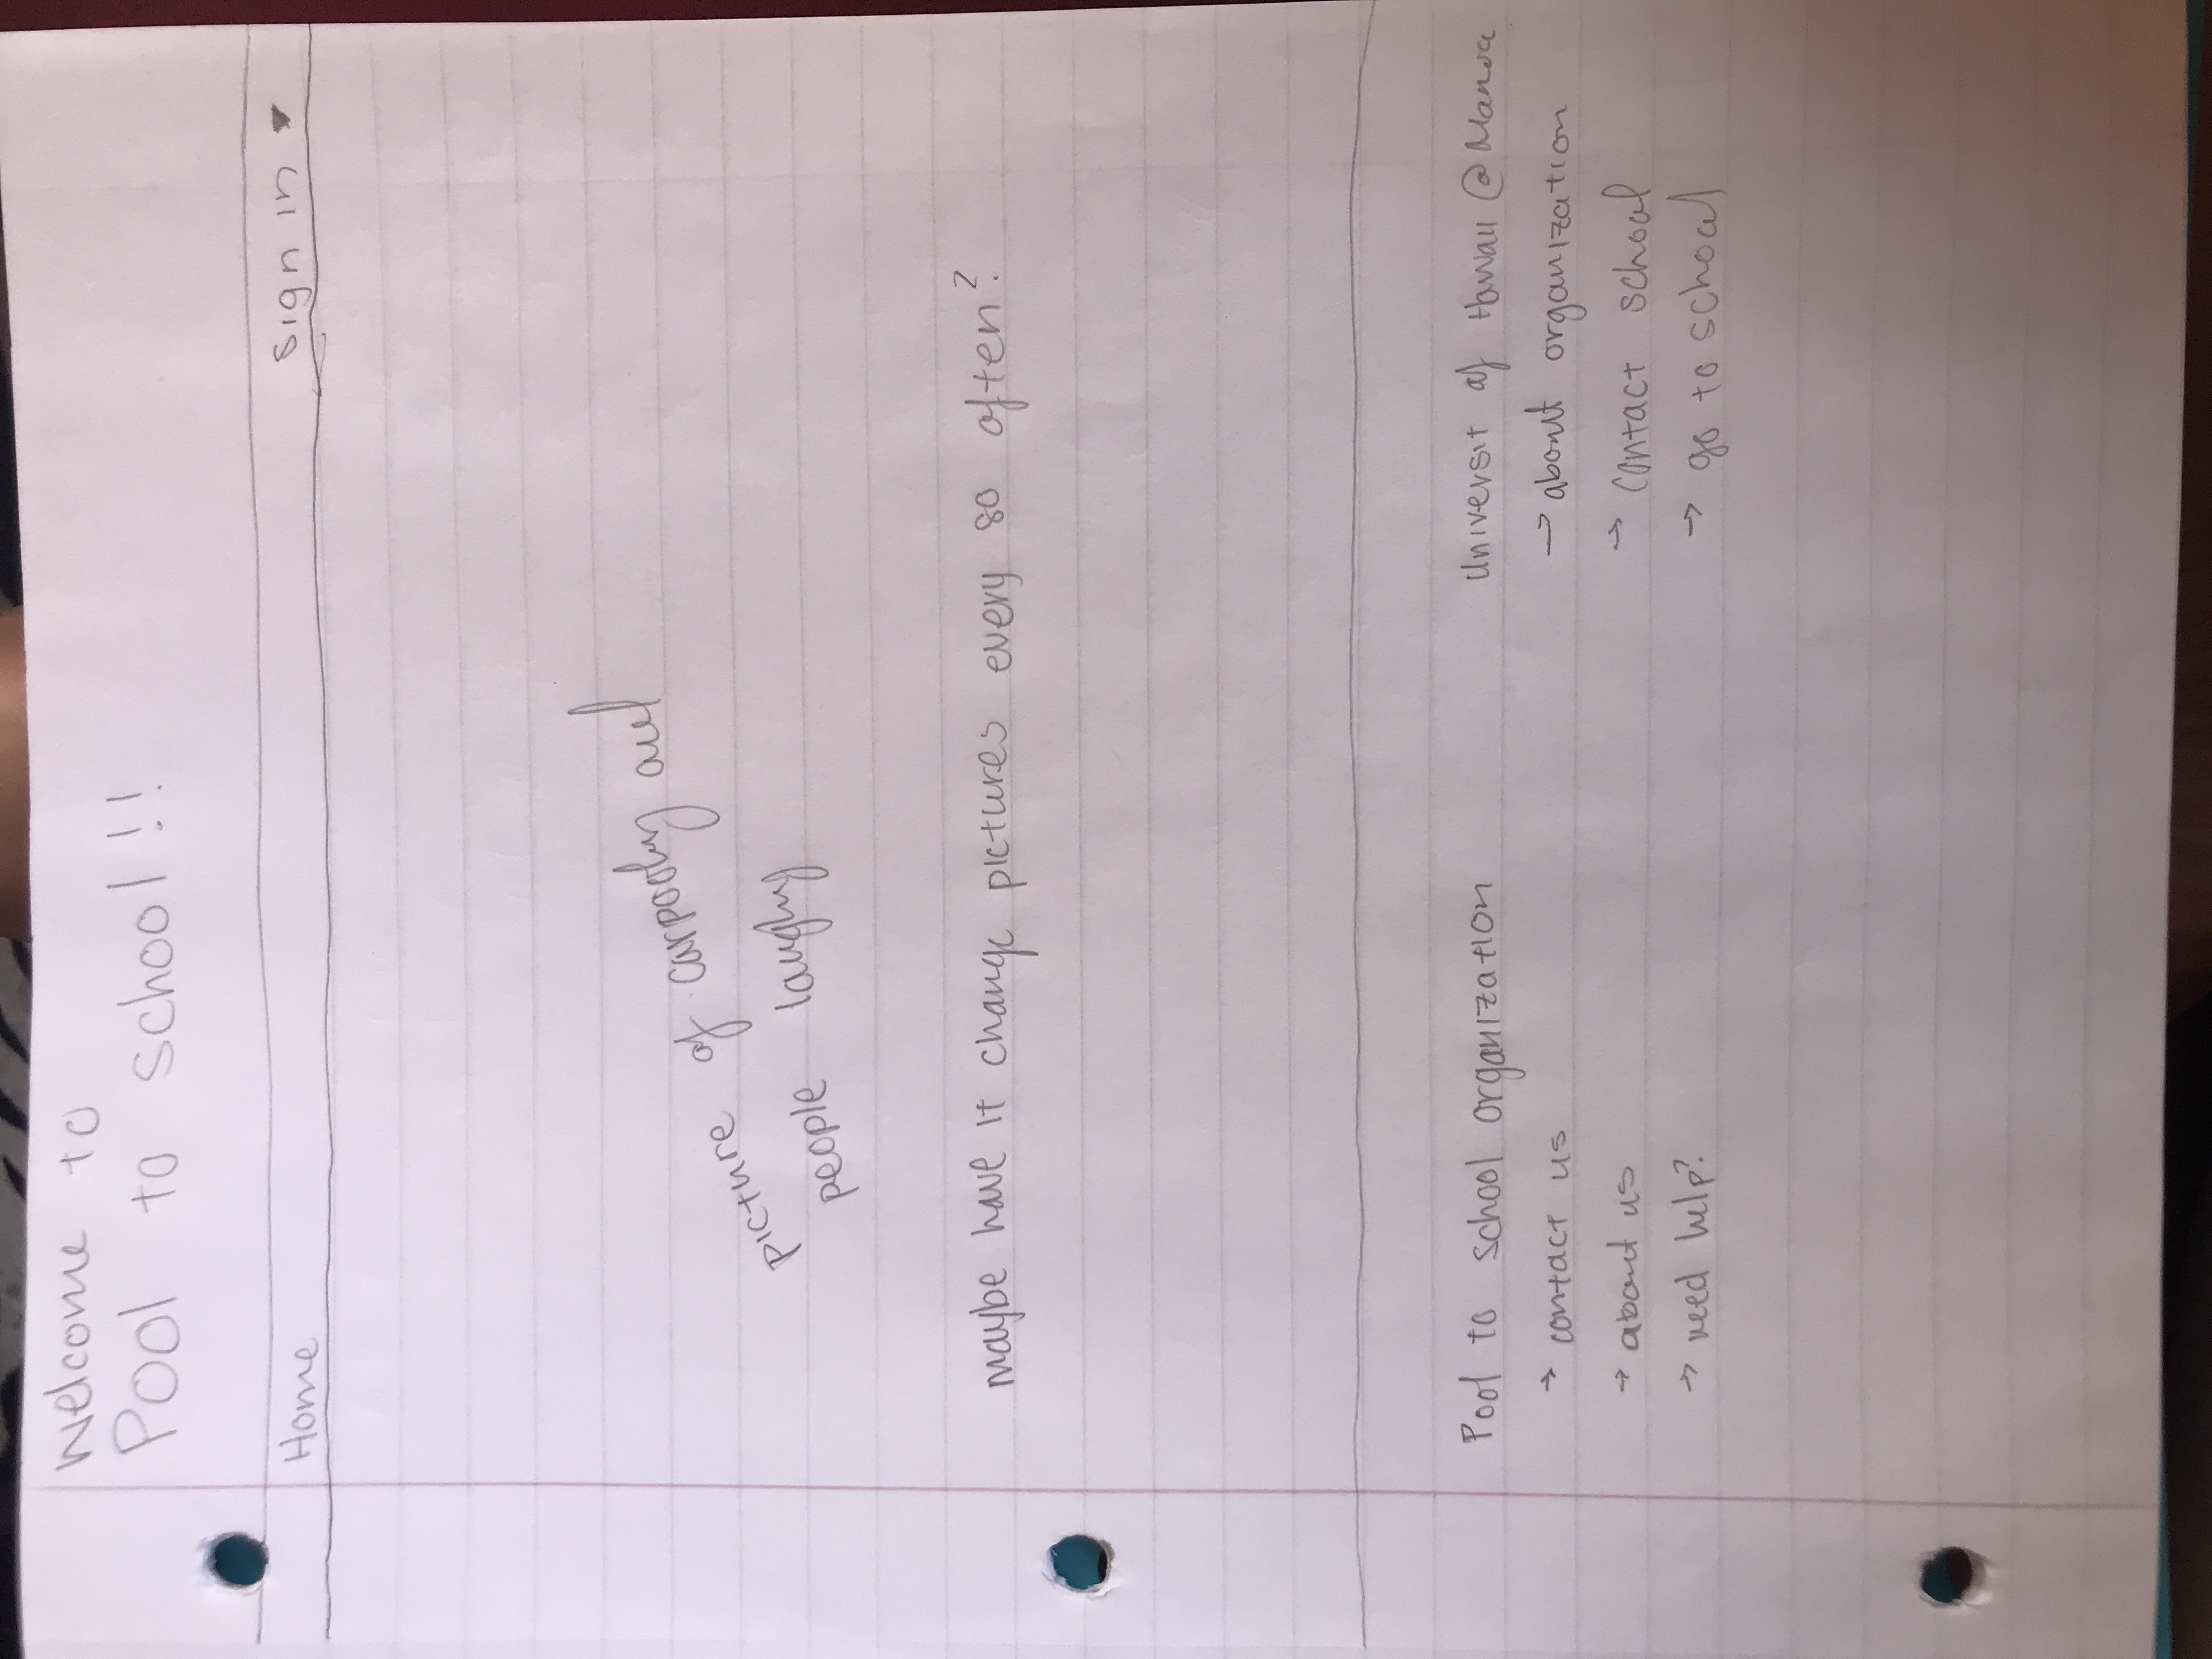 Welcome to
Pool to school!!
Home
Sign in ▼
picture of carpooling and
people laughing
maybe have it change pictures every so often?
Pool to school organization
→ contact us
→ about us
→ need help?
Universit of Hawaii @ Manoa
→ about organization
→ contact school
→ go to school